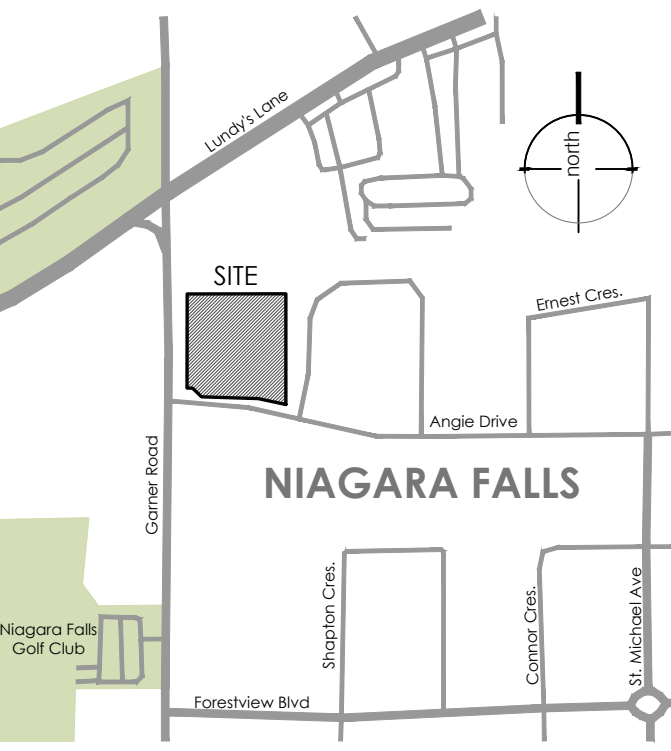 Lundy's Lane
north
SITE
Ernest Cres.
Angie Drive
Garner Road
NIAGARA FALLS
Shapton Cres.
Connor Cres.
St. Michael Ave
Niagara Falls
Golf Club
Forestview Blvd